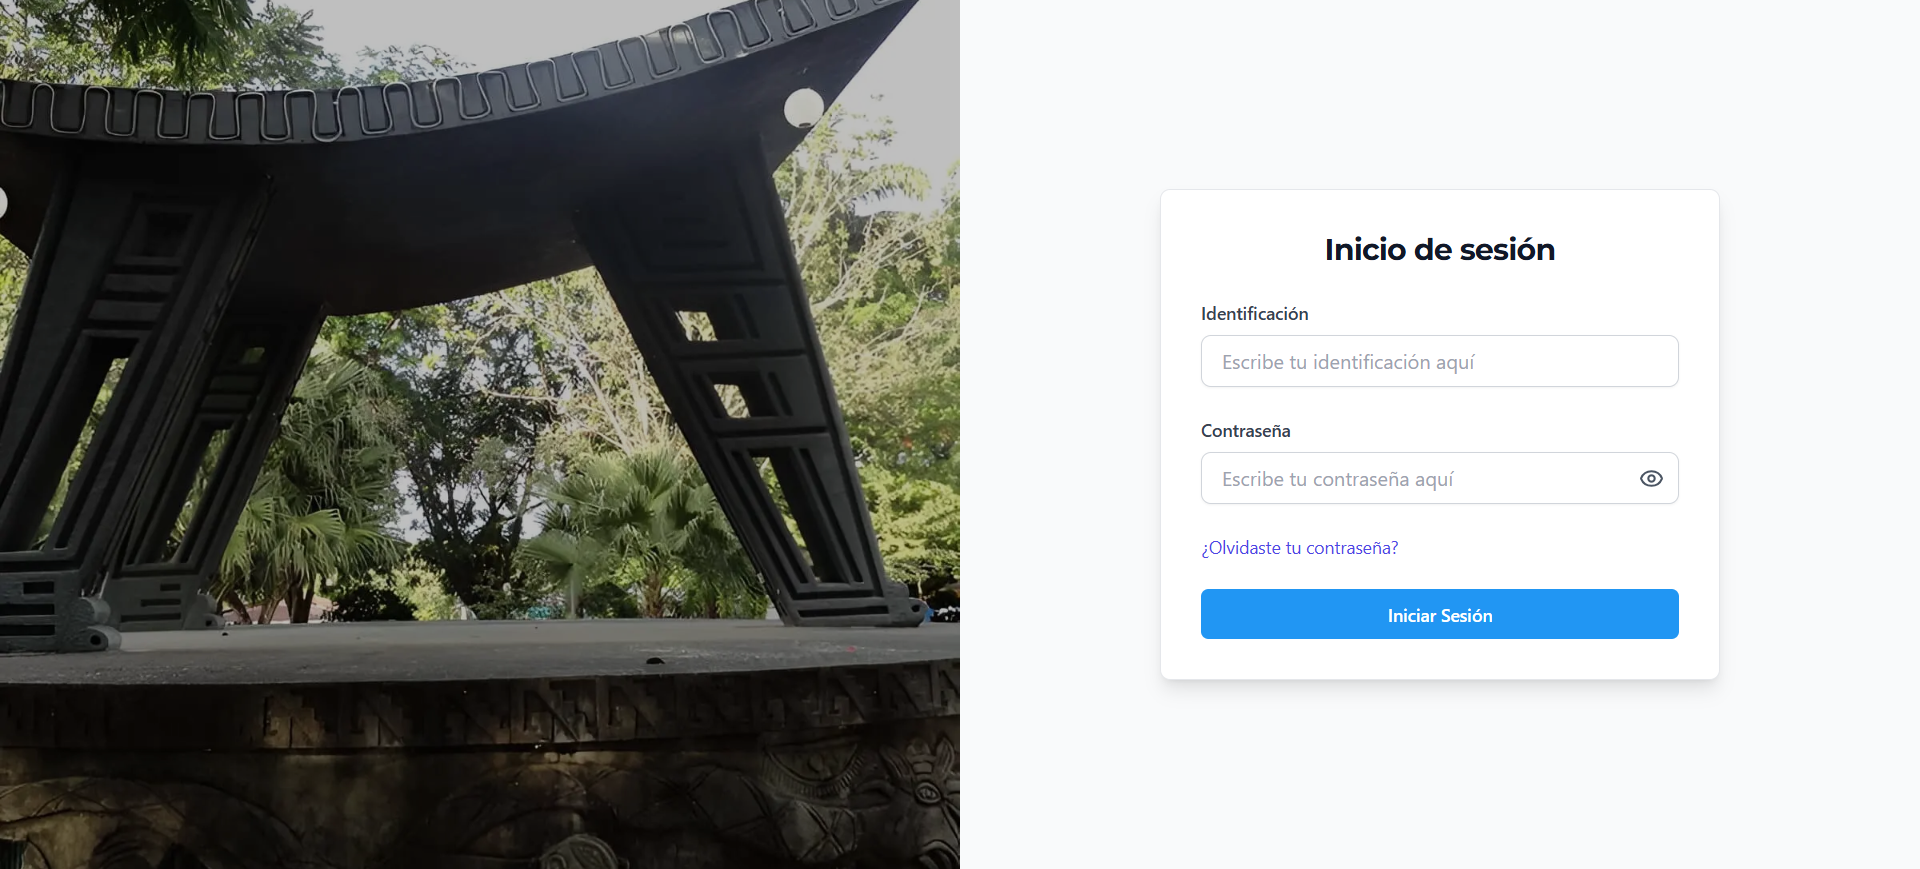 Inicio de sesión
Identificación
Escribe tu identificación aquí
Contraseña
Escribe tu contraseña aquí
¿Olvidaste tu contraseña?
Iniciar Sesión